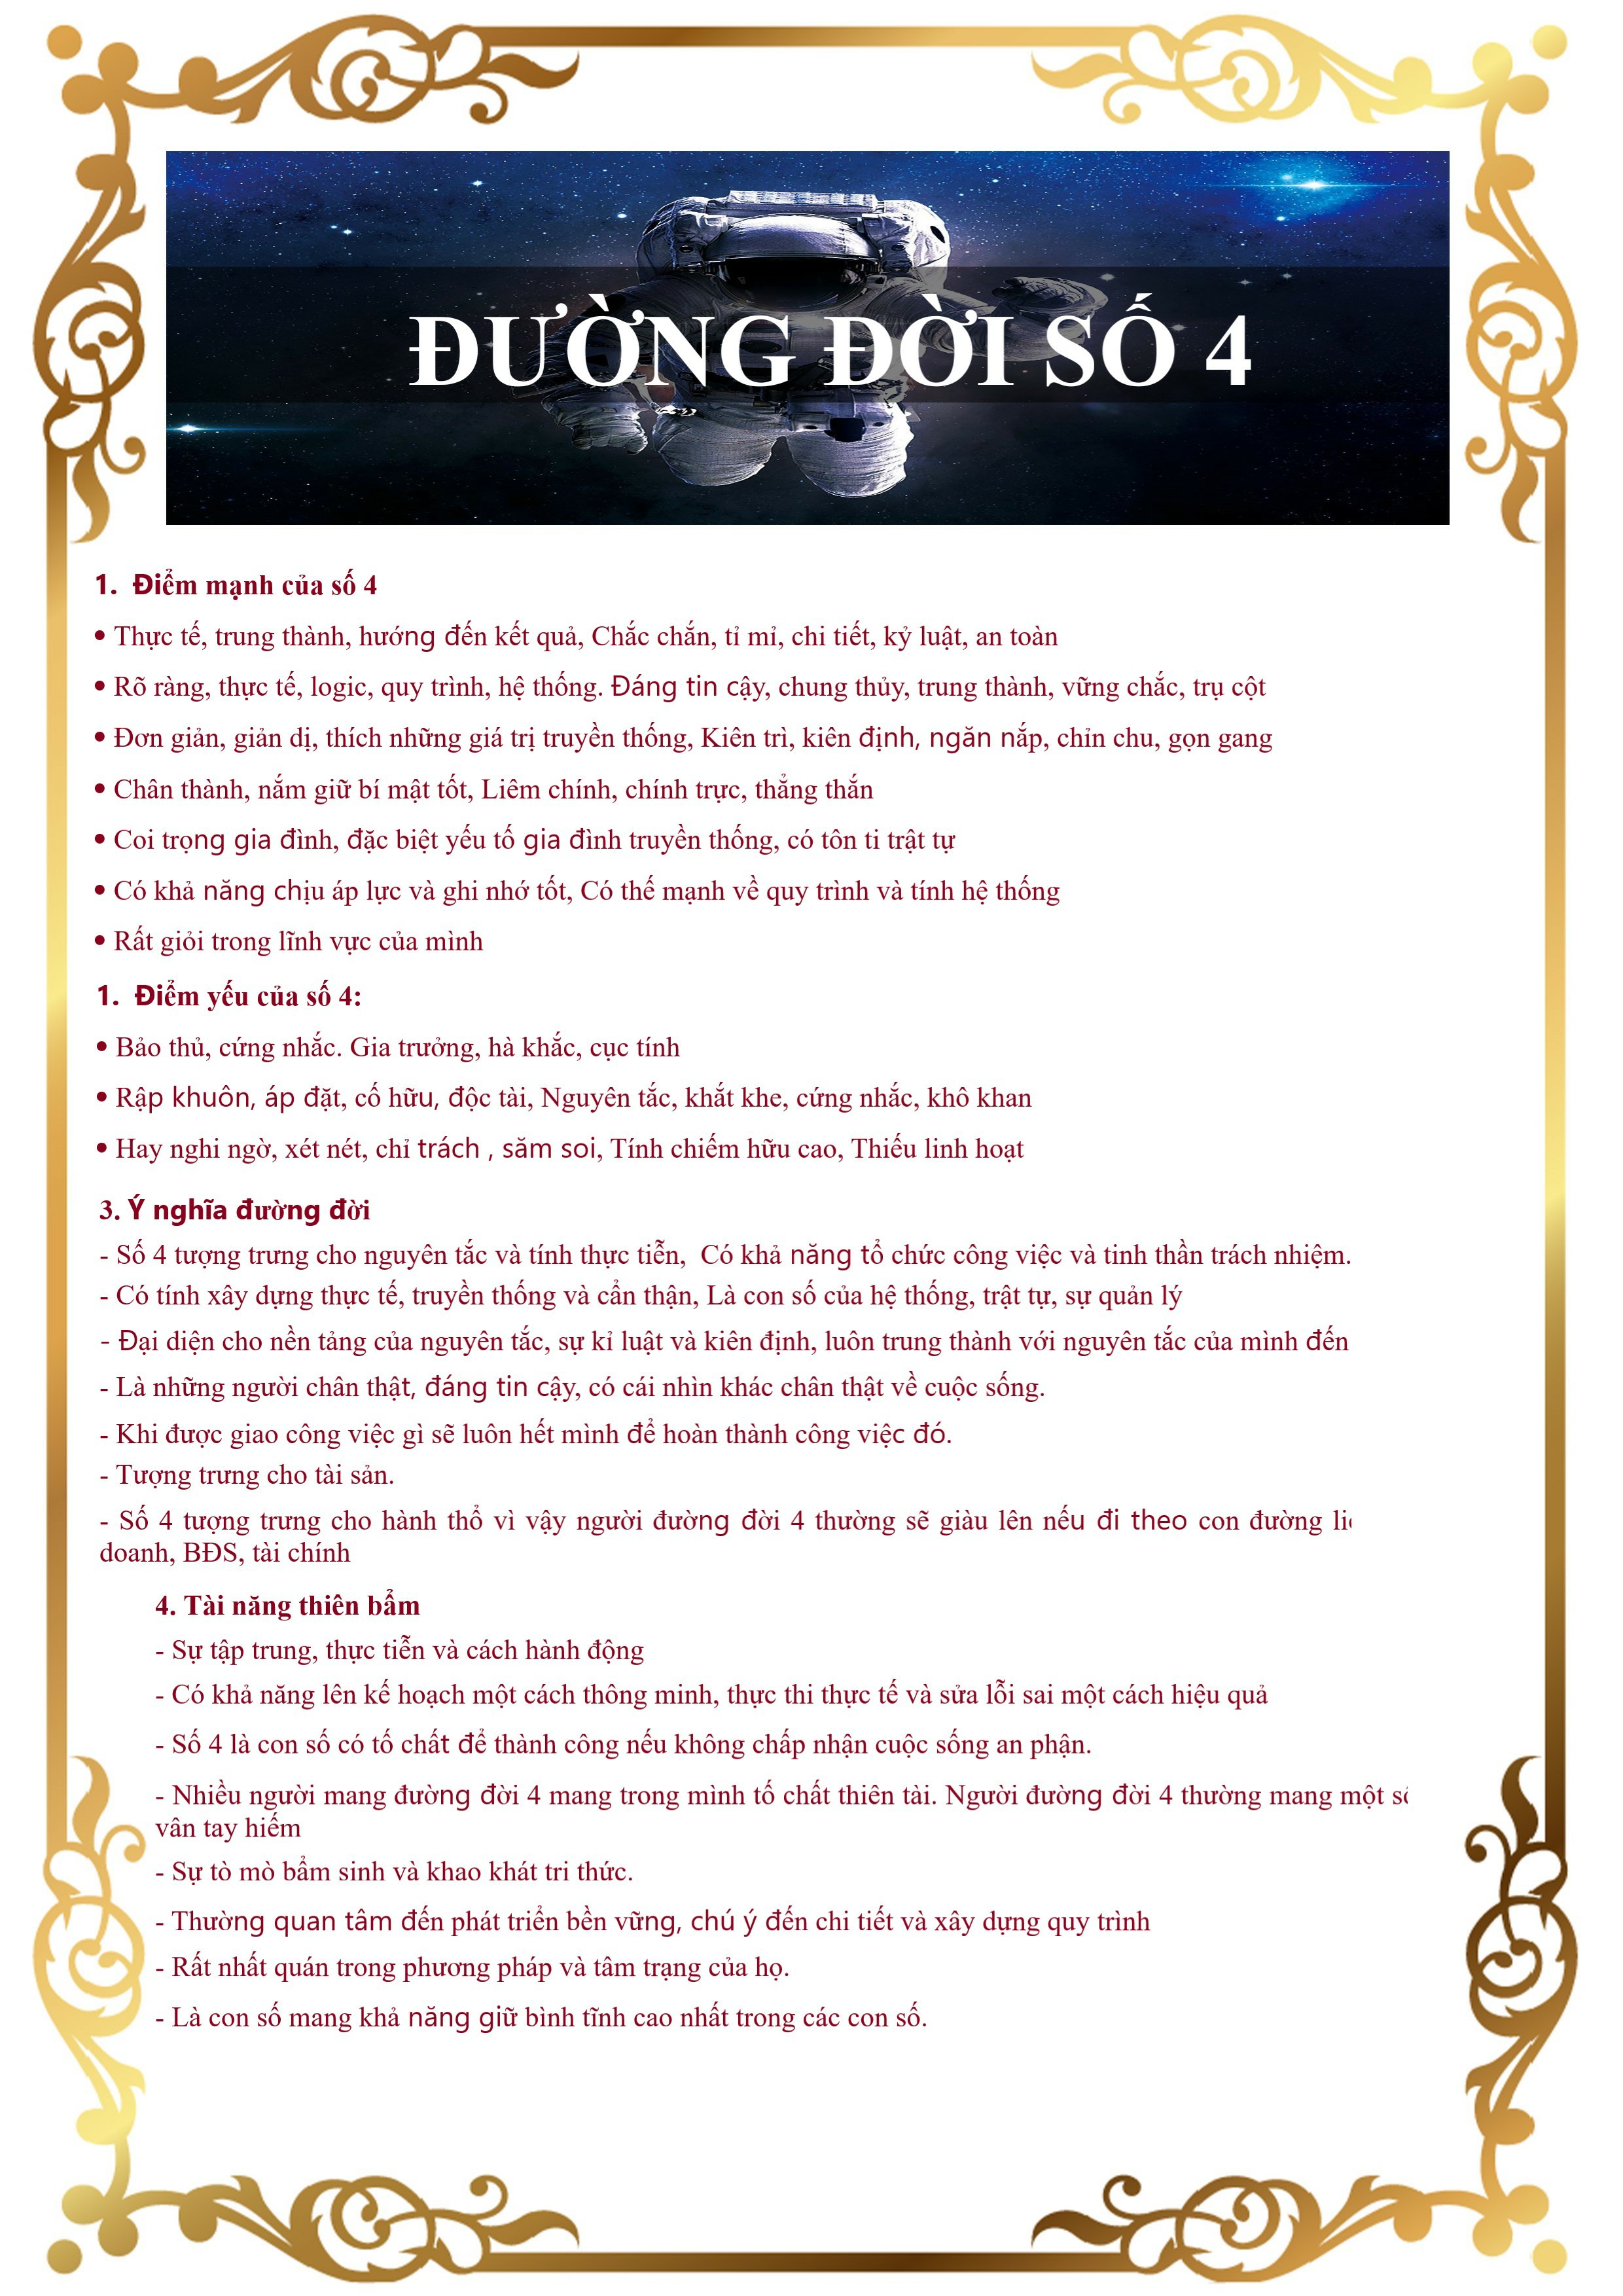 ĐƯỜNG ĐỜI SỐ 4
1. Điểm mạnh của số 4
• Thực tế, trung thành, hướng đến kết quả, Chắc chắn, tỉ mỉ, chi tiết, kỷ luật, an toàn
• Rõ ràng, thực tế, logic, quy trình, hệ thống. Đáng tin cậy, chung thủy, trung thành, vững chắc, trụ cột
• Đơn giản, giản dị, thích những giá trị truyền thống, Kiên trì, kiên định, ngăn nắp, chỉn chu, gọn gang
• Chân thành, nắm giữ bí mật tốt, Liêm chính, chính trực, thẳng thắn
• Coi trọng gia đình, đặc biệt yếu tố gia đình truyền thống, có tôn ti trật tự
• Có khả năng chịu áp lực và ghi nhớ tốt, Có thế mạnh về quy trình và tính hệ thống
• Rất giỏi trong lĩnh vực của mình
1. Điểm yếu của số 4:
• Bảo thủ, cứng nhắc. Gia trưởng, hà khắc, cục tính
• Rập khuôn, áp đặt, cố hữu, độc tài, Nguyên tắc, khắt khe, cứng nhắc, khô khan
• Hay nghi ngờ, xét nét, chỉ trách , săm soi, Tính chiếm hữu cao, Thiếu linh hoạt
3. Ý nghĩa đường đời
- Số 4 tượng trưng cho nguyên tắc và tính thực tiễn, Có khả năng tổ chức công việc và tinh thần trách nhiệm.
- Có tính xây dựng thực tế, truyền thống và cẩn thận, Là con số của hệ thống, trật tự, sự quản lý
- Đại diện cho nền tảng của nguyên tắc, sự kỉ luật và kiên định, luôn trung thành với nguyên tắc của mình đến
- Là những người chân thật, đáng tin cậy, có cái nhìn khác chân thật về cuộc sống.
- Khi được giao công việc gì sẽ luôn hết mình để hoàn thành công việc đó.
- Tượng trưng cho tài sản.
- Số 4 tượng trưng cho hành thổ vì vậy người đường đời 4 thường sẽ giàu lên nếu đi theo con đường
doanh, BĐS, tài chính
4. Tài năng thiên bẩm
- Sự tập trung, thực tiễn và cách hành động
- Có khả năng lên kế hoạch một cách thông minh, thực thi thực tế và sửa lỗi sai một cách hiệu quả
- Số 4 là con số có tố chất để thành công nếu không chấp nhận cuộc sống an phận.
- Nhiều người mang đường đời 4 mang trong mình tố chất thiên tài. Người đường đời 4 thường mang một
vân tay hiếm
- Sự tò mò bẩm sinh và khao khát tri thức.
- Thường quan tâm đến phát triển bền vững, chú ý đến chi tiết và xây dựng quy trình
- Rất nhất quán trong phương pháp và tâm trạng của họ.
- Là con số mang khả năng giữ bình tĩnh cao nhất trong các con số.